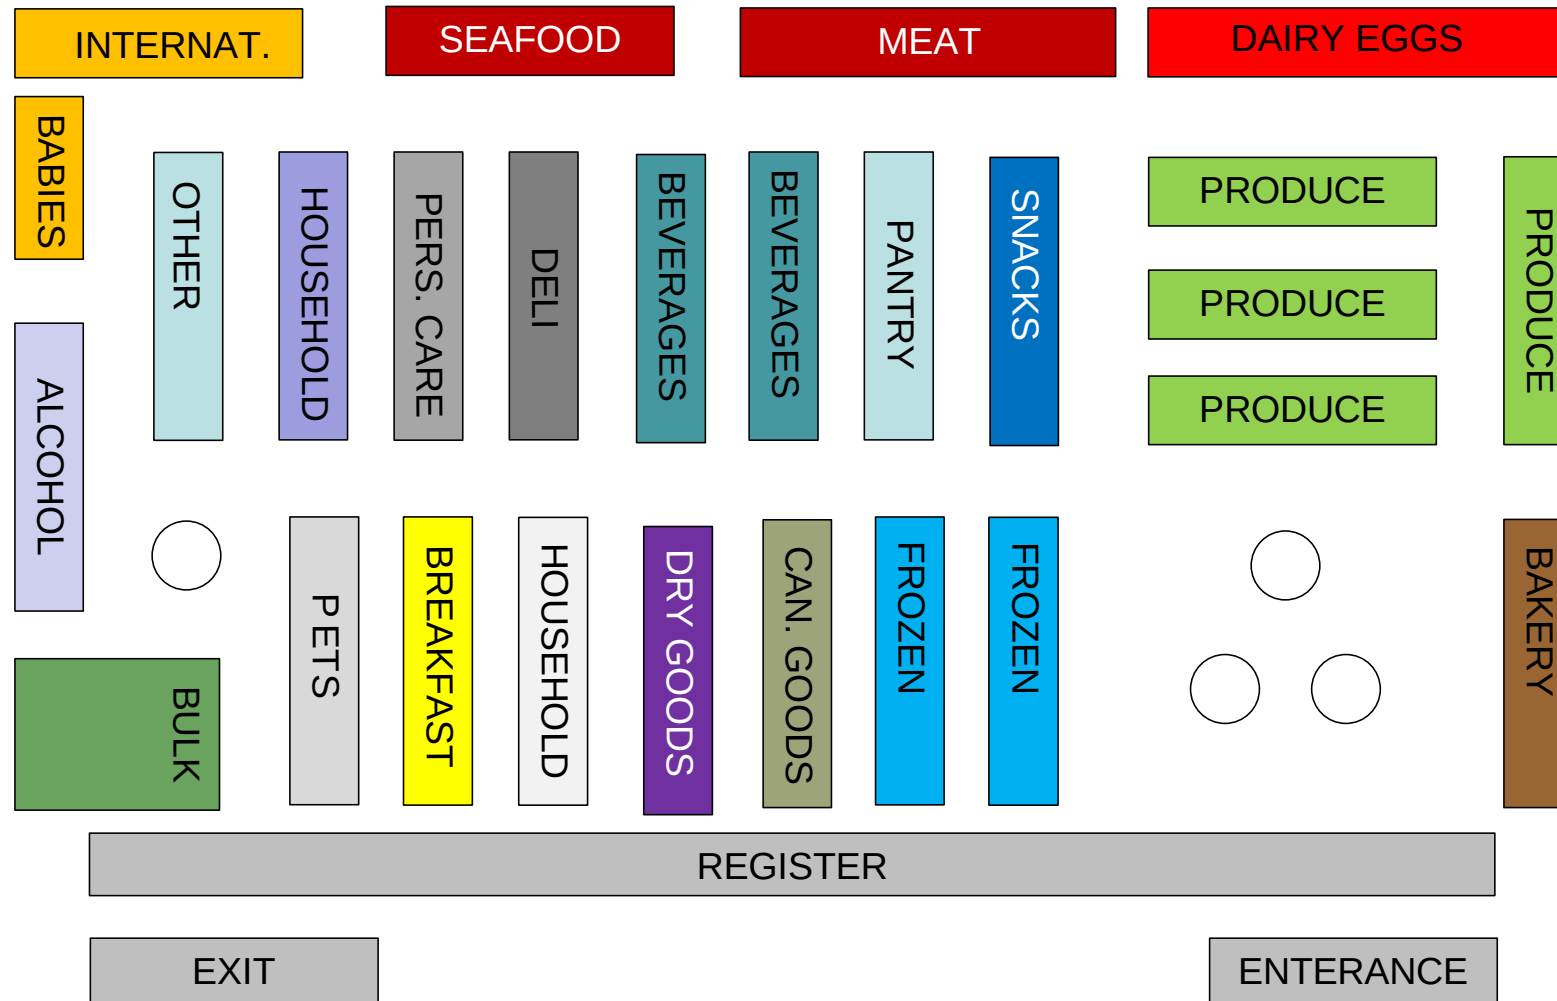 INTERNAT.
SEAFOOD
MEAT
DAIRY EGGS
BABIES
OTHER
HOUSEHOLD
PERS. CARE
DELI
BEVERAGES
BEVERAGES
PANTRY
SNACKS
PRODUCE
PRODUCE
PRODUCE
PRODUCE
ALCOHOL
PETS
BREAKFAST
HOUSEHOLD
DRY GOODS
CAN. GOODS
FROZEN
FROZEN
BAKERY
BULK
REGISTER
EXIT
ENTERANCE